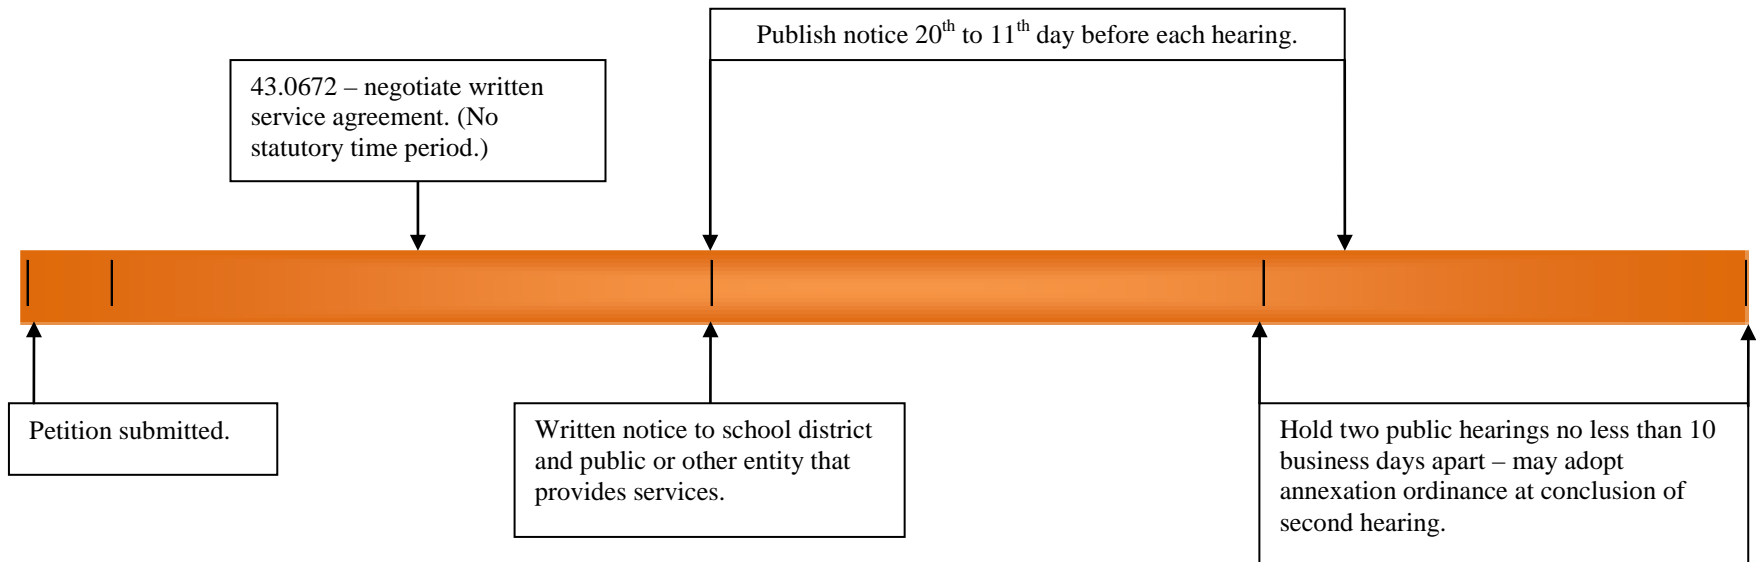 Publish notice 20th to 11th day before each hearing.
43.0672 – negotiate written
service agreement. (No
statutory time period.)
Petition submitted.
Written notice to school district
and public or other entity that
provides services.
Hold two public hearings no less than 10
business days apart – may adopt
annexation ordinance at conclusion of
second hearing.